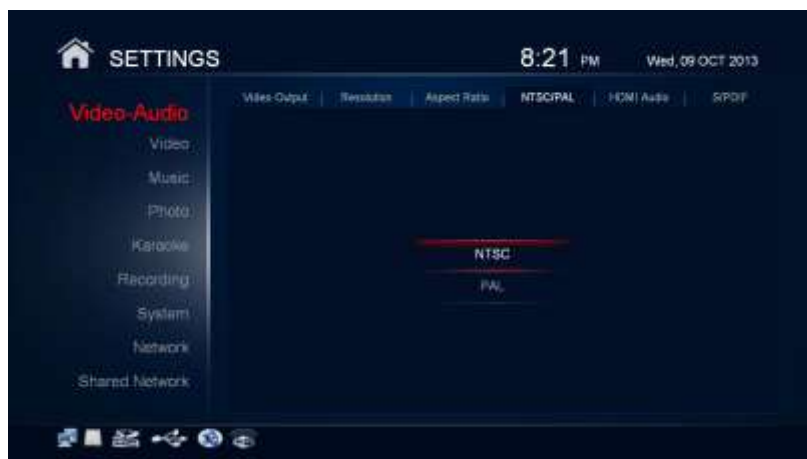 SETTINGS
8:21 PM
Wed, 09 OCT 2013
Video-Audio
Video-Output | Resolution | Aspect Ratio | NTSC/PAL | HDMI Audio | S/PDIF
Video
Music
Photo
Karaoke
Recording
System
Network
Shared Network
NTSC
PAL